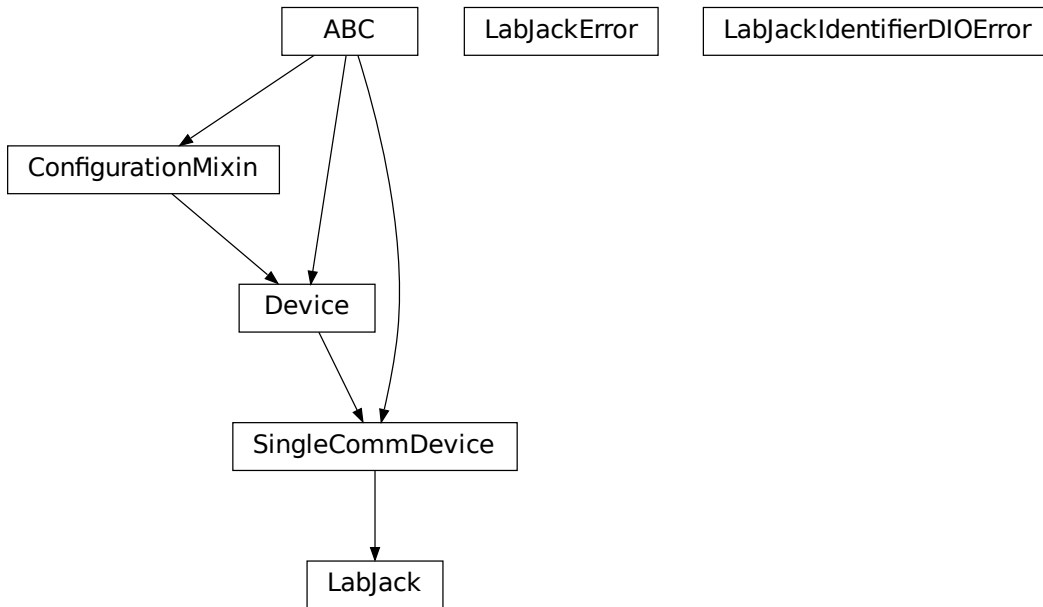 ABC
LabJackError
LabJackIdentifierDIOError
ConfigurationMixin
Device
SingleCommDevice
LabJack